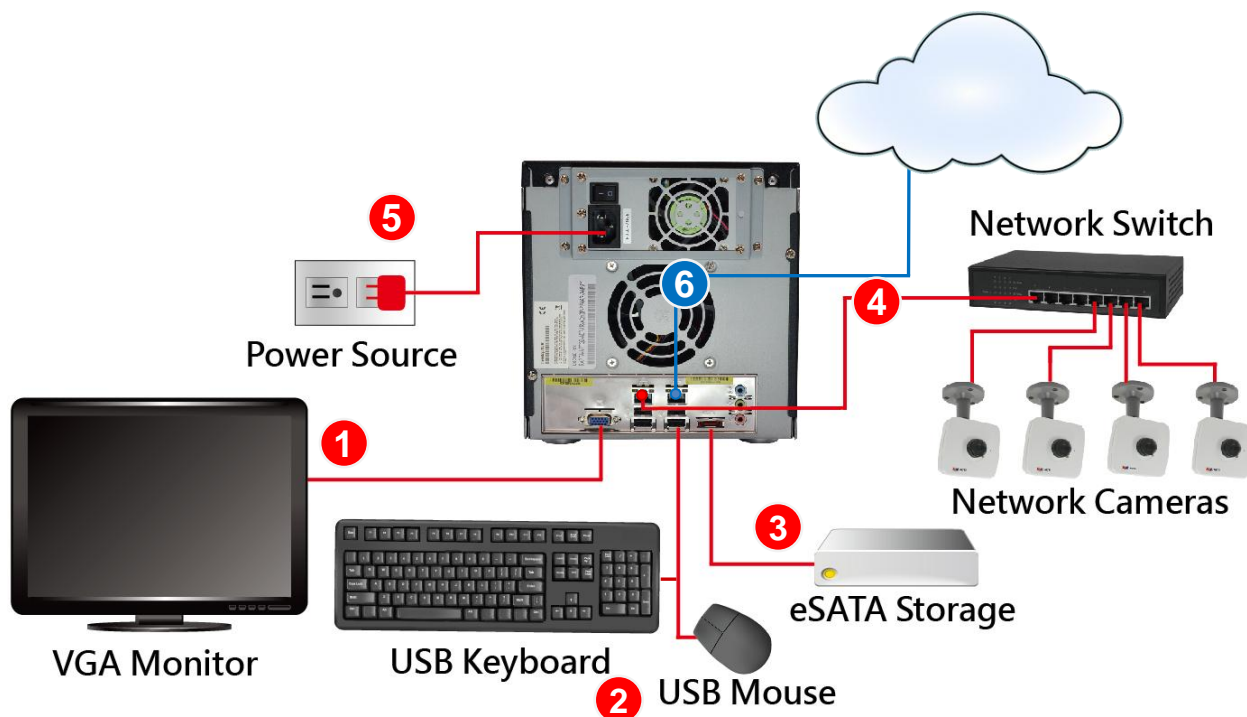 6
Network Switch
5
4
Power Source
1
Network Cameras
3
eSATA Storage
VGA Monitor
USB Keyboard
USB Mouse
2